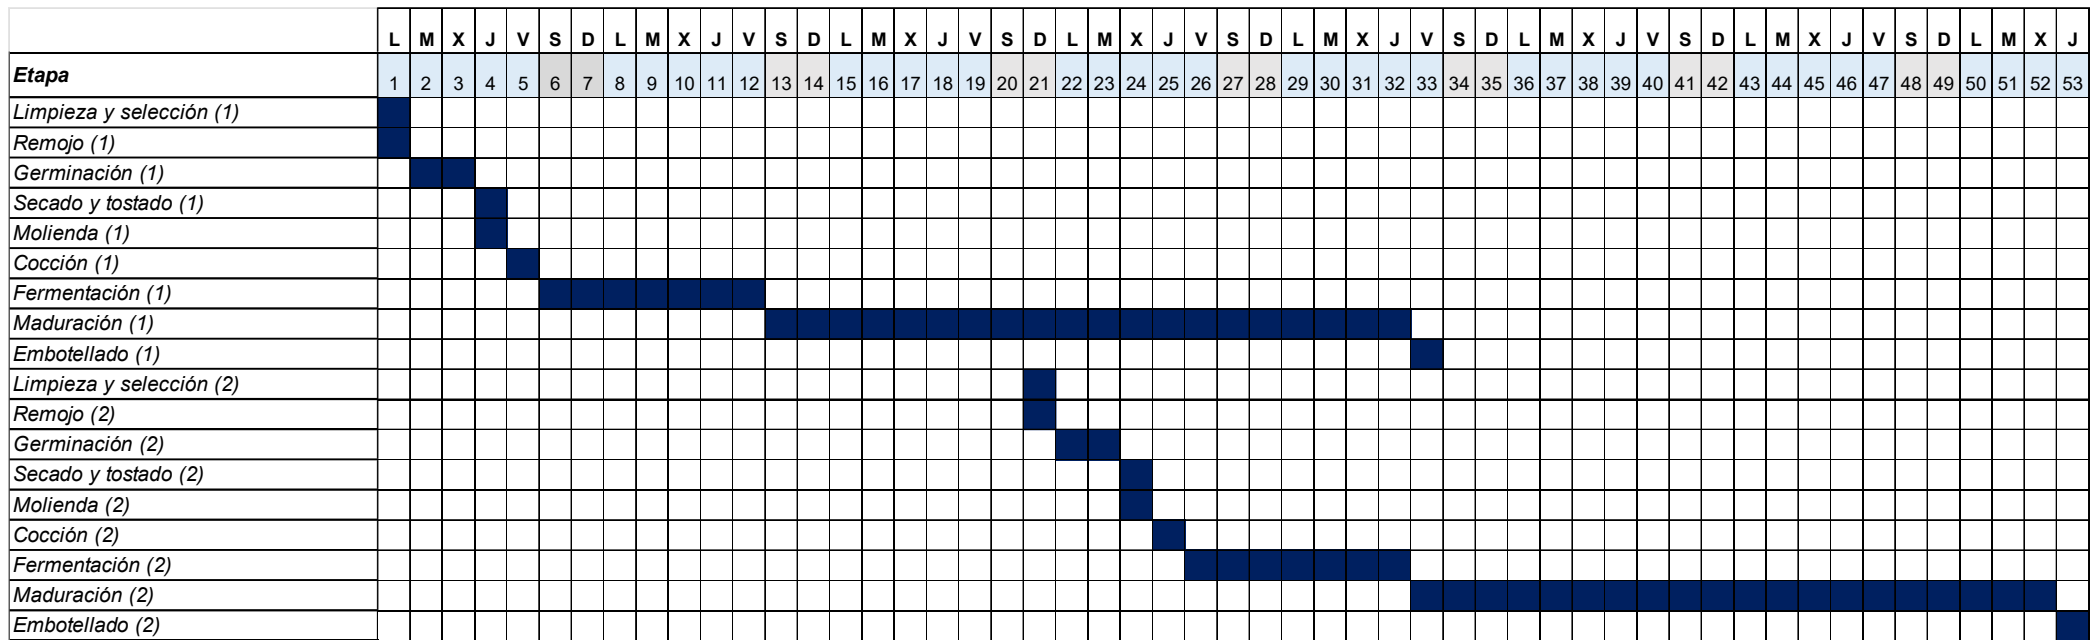 L M X J V S D L M X J V S D L M X J V S D L M X J V S D L M X J V S D L M X J V S D L M X J V S D L M X J
Etapa 1 2 3 4 5 6 7 8 9 10 11 12 13 14 15 16 17 18 19 20 21 22 23 24 25 26 27 28 29 30 31 32 33 34 35 36 37 38 39 40 41 42 43 44 45 46 47 48 49 50 51 52 53
Limpieza y selección (1)
Remojo (1)
Germinación (1)
Secado y tostado (1)
Molienda (1)
Cocción (1)
Fermentación (1)
Maduración (1)
Embotellado (1)
Limpieza y selección (2)
Remojo (2)
Germinación (2)
Secado y tostado (2)
Molienda (2)
Cocción (2)
Fermentación (2)
Maduración (2)
Embotellado (2)